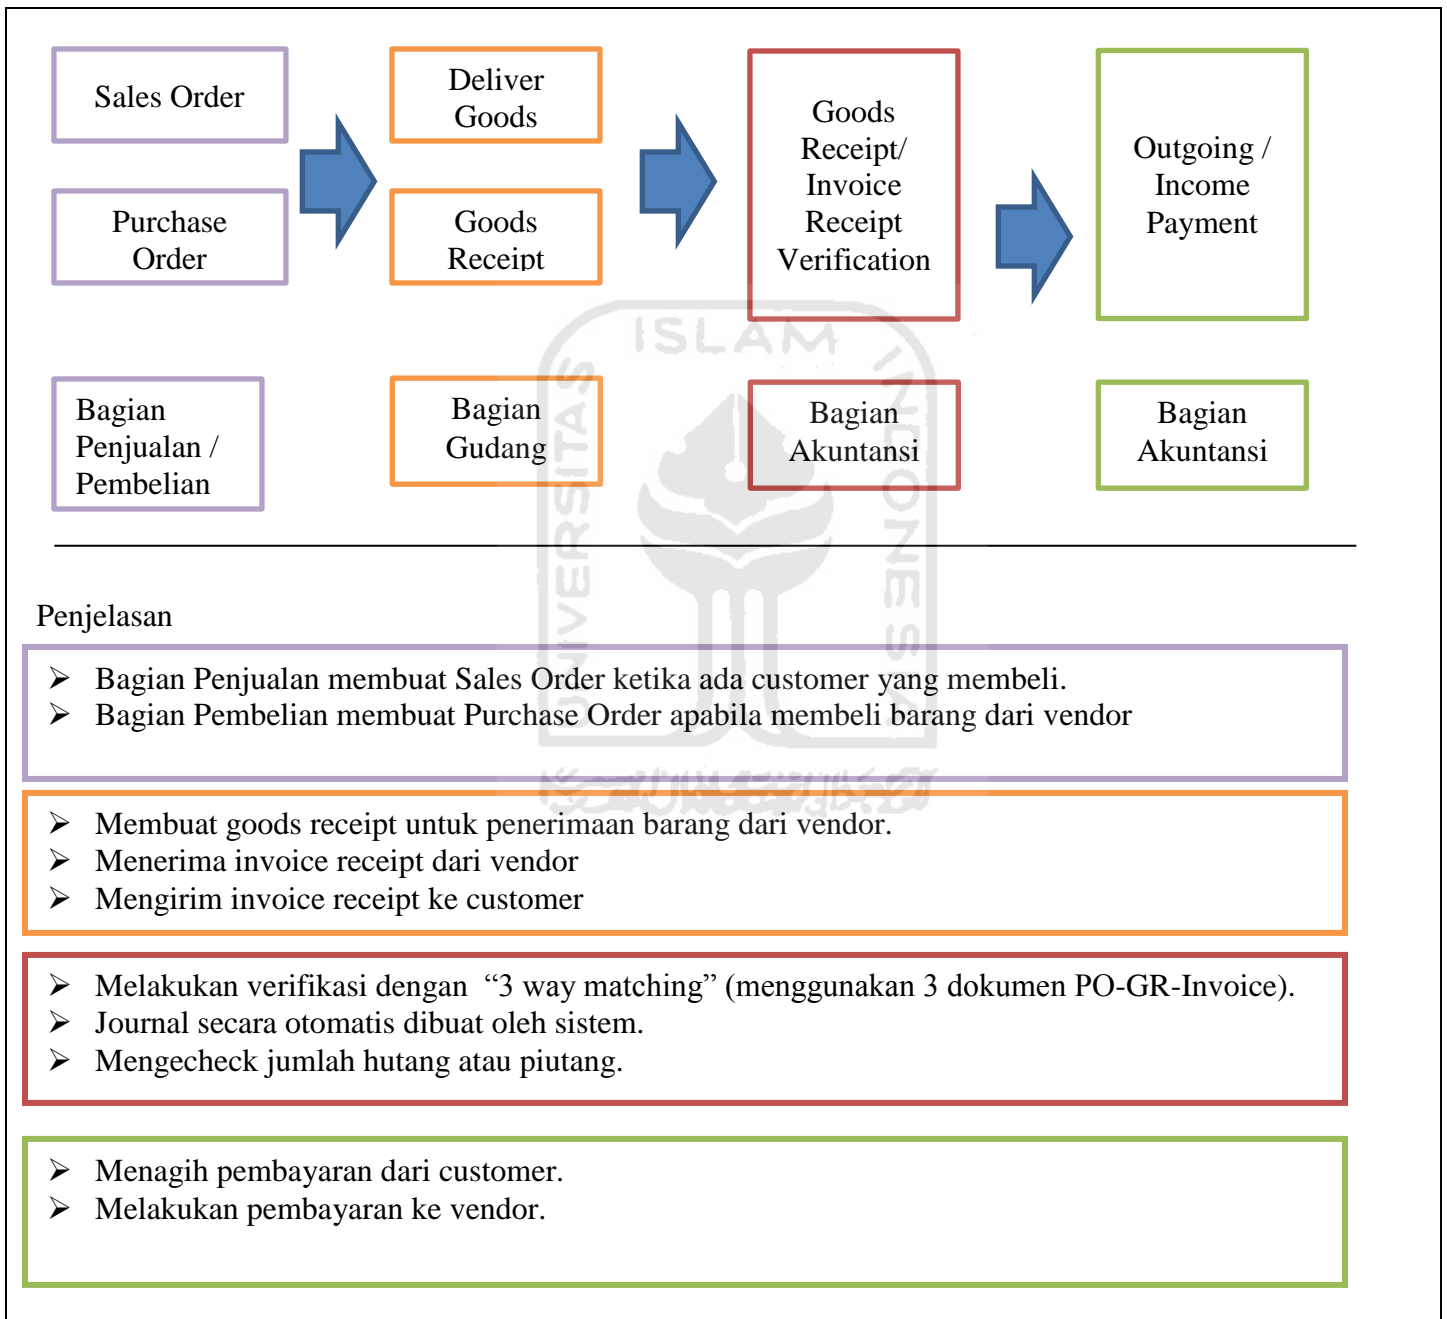 Sales Order
Deliver
Goods
Goods
Receipt/
Invoice
Receipt
Verification
Outgoing /
Income
Payment
Purchase
Order
Goods
Receipt
Bagian
Penjualan /
Pembelian
Bagian
Gudang
Bagian
Akuntansi
Bagian
Akuntansi
UNIVERSITAS
ISLAM
INDONESIA
Penjelasan
➢ Bagian Penjualan membuat Sales Order ketika ada customer yang membeli.
➢ Bagian Pembelian membuat Purchase Order apabila membeli barang dari vendor
➢ Membuat goods receipt untuk penerimaan barang dari vendor.
➢ Menerima invoice receipt dari vendor
➢ Mengirim invoice receipt ke customer
➢ Melakukan verifikasi dengan “3 way matching” (menggunakan 3 dokumen PO-GR-Invoice).
➢ Journal secara otomatis dibuat oleh sistem.
➢ Mengecheck jumlah hutang atau piutang.
➢ Menagih pembayaran dari customer.
➢ Melakukan pembayaran ke vendor.